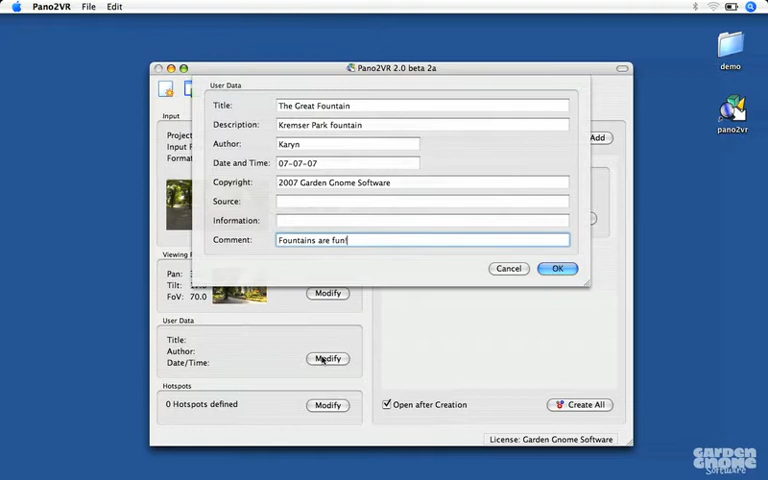 Pano2VR File Edit
demo
pano2vr
Pano2VR 2.0 beta 2a
User Data
Title: The Great Fountain
Description: Kremser Park fountain
Author: Karyn
Date and Time: 07-07-07
Copyright: 2007 Garden Gnome Software
Source:
Information:
Comment: Fountains are fun!
Cancel OK
Input
Add
Format
Pan:
Tilt:
FoV: 70.0
Modify
User Data
Title:
Author:
Date/Time:
Modify
Hotspots
0 Hotspots defined
Modify
Open after Creation
Create All
License: Garden Gnome Software
GARDEN GNOME Software